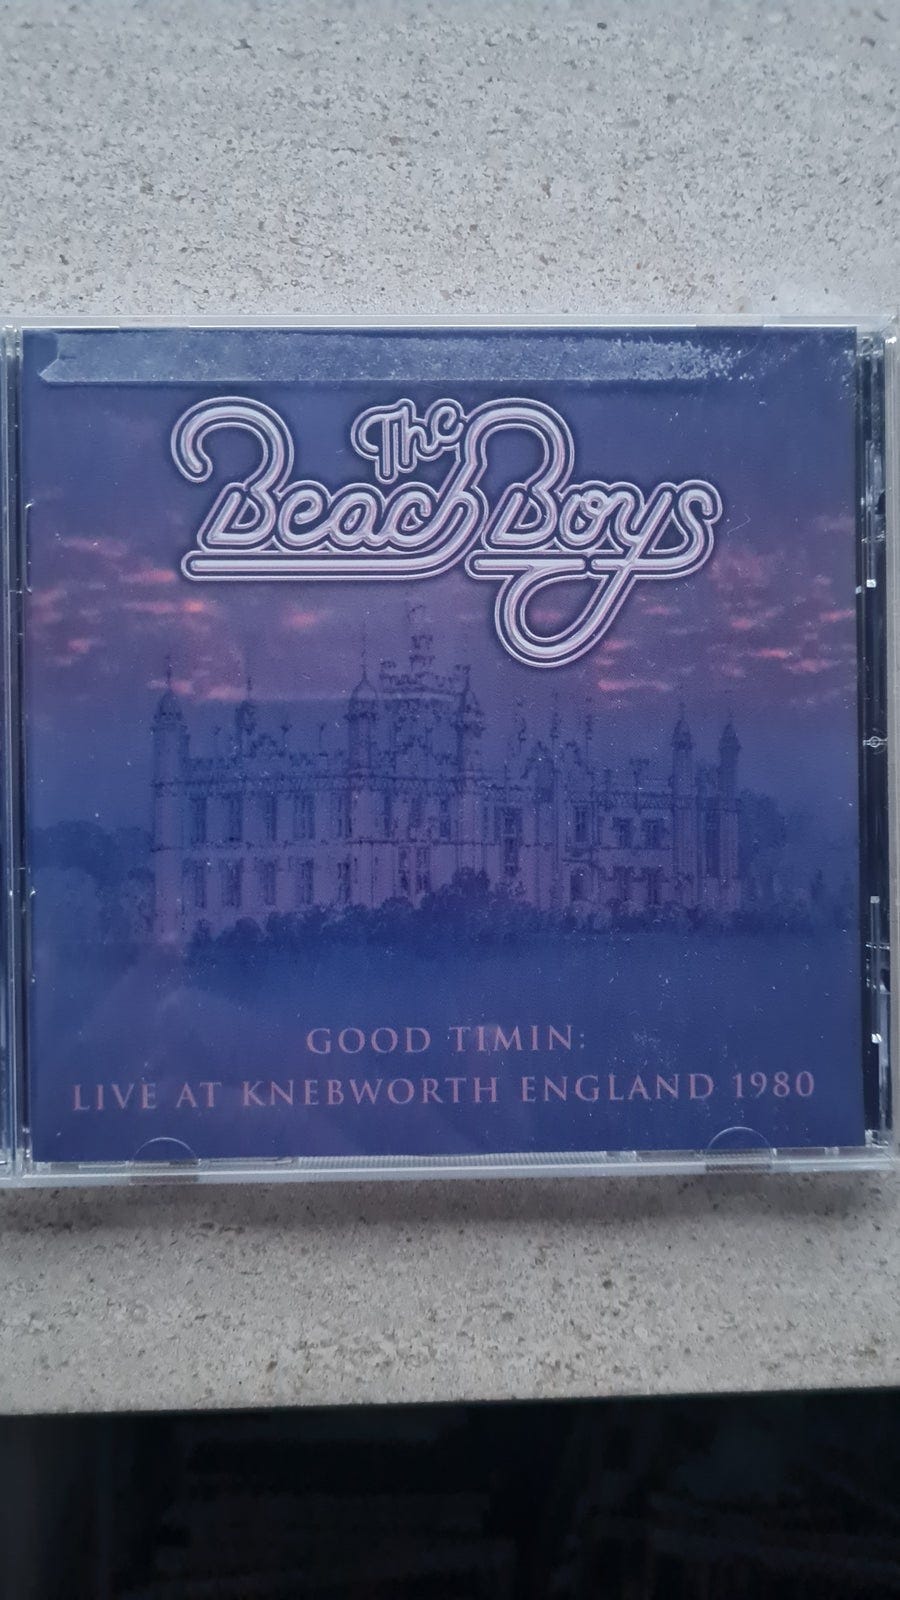 The
Beach Boys
GOOD TIMIN:
LIVE AT KNEBWORTH ENGLAND 1980